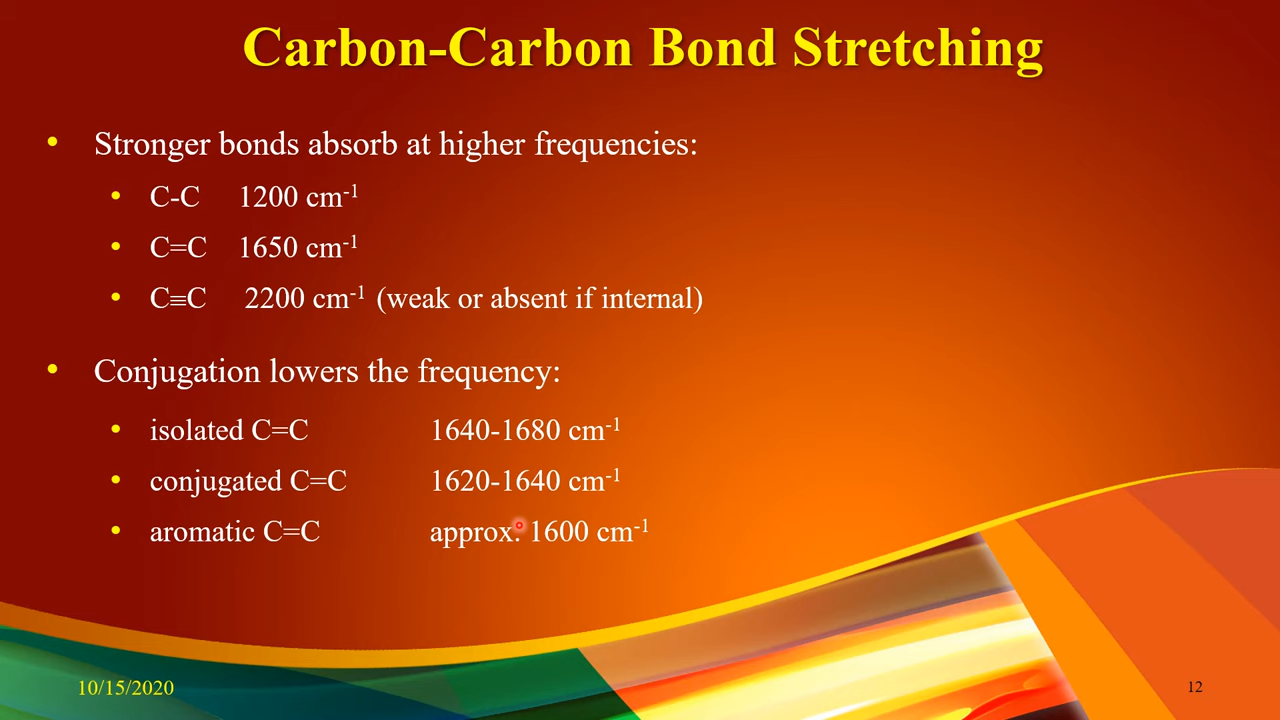 Carbon-Carbon Bond Stretching
• Stronger bonds absorb at higher frequencies:
• C-C 1200 cm⁻¹
• C=C 1650 cm⁻¹
• C≡C 2200 cm⁻¹ (weak or absent if internal)
• Conjugation lowers the frequency:
• isolated C=C 1640-1680 cm⁻¹
• conjugated C=C 1620-1640 cm⁻¹
• aromatic C=C approx. 1600 cm⁻¹
10/15/2020
12